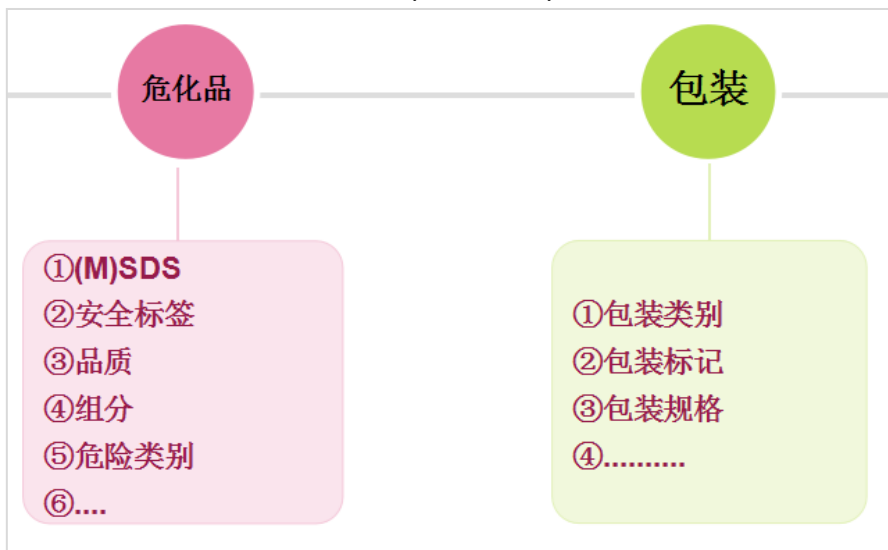 危化品
包装
①(M)SDS
②安全标签
③品质
④组分
⑤危险类别
⑥....
①包装类别
②包装标记
③包装规格
④..........